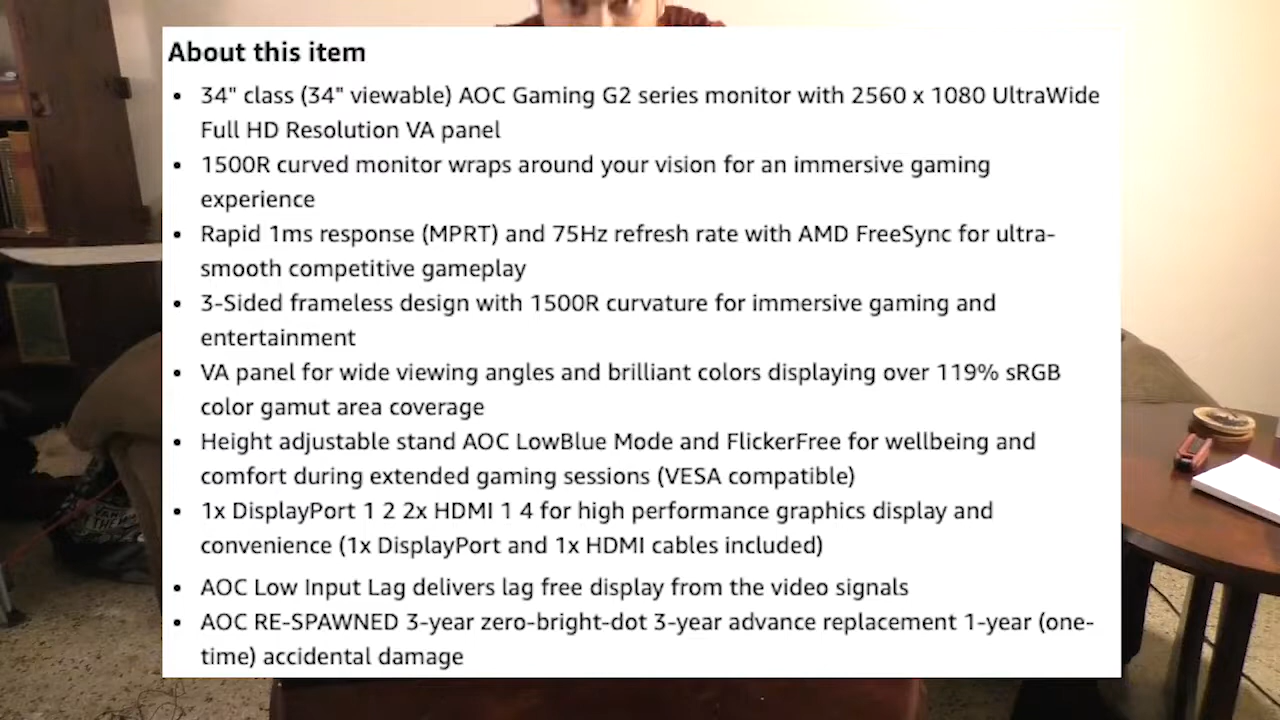 About this item
34" class (34" viewable) AOC Gaming G2 series monitor with 2560 x 1080 UltraWide
Full HD Resolution VA panel
1500R curved monitor wraps around your vision for an immersive gaming
experience
Rapid 1ms response (MPRT) and 75Hz refresh rate with AMD FreeSync for ultra-
smooth competitive gameplay
3-Sided frameless design with 1500R curvature for immersive gaming and
entertainment
VA panel for wide viewing angles and brilliant colors displaying over 119% sRGB
color gamut area coverage
Height adjustable stand AOC LowBlue Mode and FlickerFree for wellbeing and
comfort during extended gaming sessions (VESA compatible)
1x DisplayPort 1 2 2x HDMI 1 4 for high performance graphics display and
convenience (1x DisplayPort and 1x HDMI cables included)
AOC Low Input Lag delivers lag free display from the video signals
AOC RE-SPAWNED 3-year zero-bright-dot 3-year advance replacement 1-year (one-
time) accidental damage